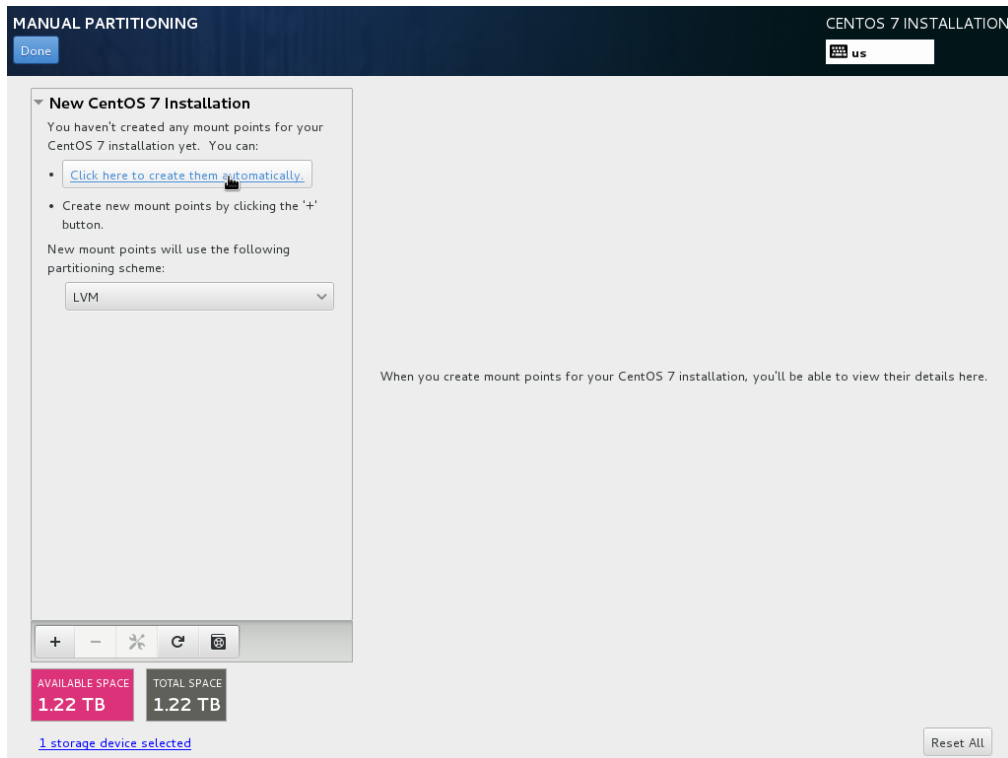 MANUAL PARTITIONING
CENTOS 7 INSTALLATION
Done
us
New CentOS 7 Installation
You haven't created any mount points for your
CentOS 7 installation yet.  You can:
• Click here to create them automatically.
• Create new mount points by clicking the '+'
button.
New mount points will use the following
partitioning scheme:
LVM
When you create mount points for your CentOS 7 installation, you'll be able to view their details here.
+ −
AVAILABLE SPACE
1.22 TB
TOTAL SPACE
1.22 TB
1 storage device selected
Reset All